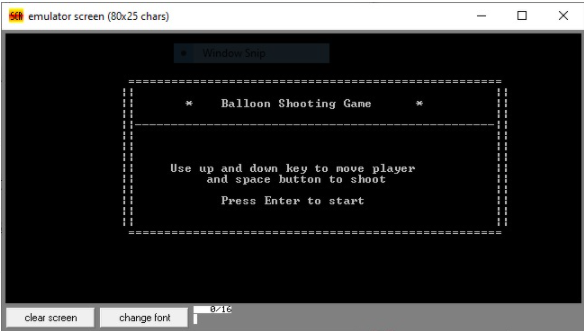 SCR emulator screen (80x25 chars)
Window Snip
* Balloon Shooting Game *
Use up and down key to move player
and space button to shoot
Press Enter to start
clear screen change font 0/16